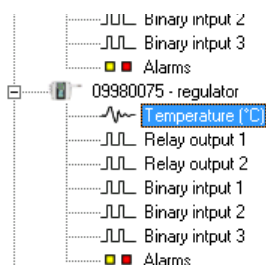 Binary intput 2
Binary intput 3
Alarms
09980075 - regulator
Temperature (°C)
Relay output 1
Relay output 2
Binary intput 1
Binary intput 2
Binary intput 3
Alarms